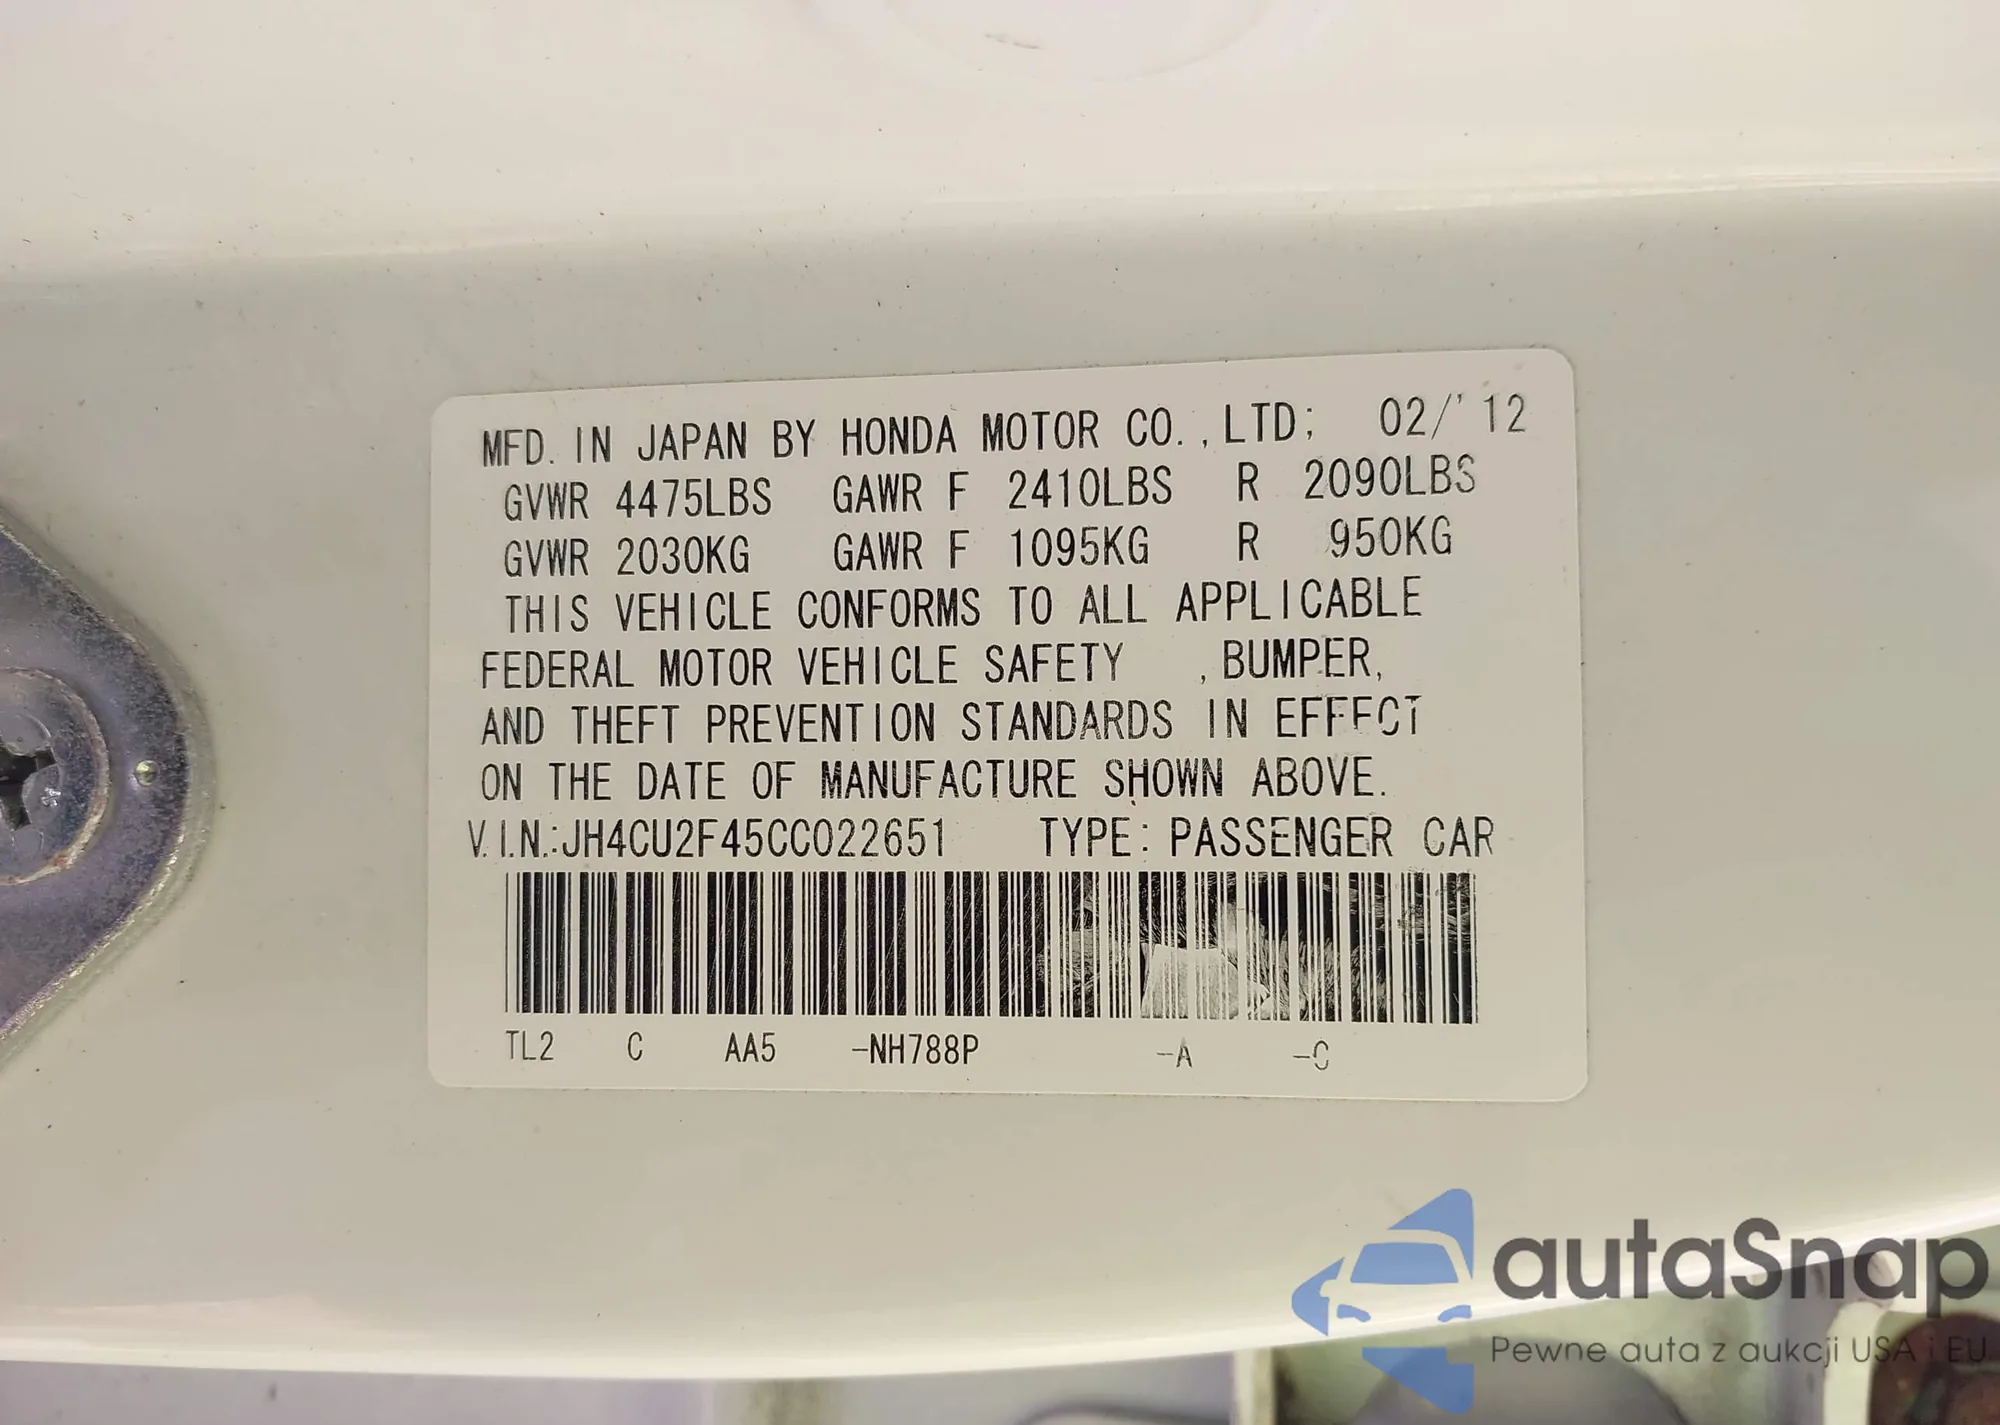 MFD. IN JAPAN BY HONDA MOTOR CO., LTD; 02/'12
GVWR 4475LBS GAWR F 2410LBS R 2090LBS
GVWR 2030KG GAWR F 1095KG R 950KG
THIS VEHICLE CONFORMS TO ALL APPLICABLE
FEDERAL MOTOR VEHICLE SAFETY , BUMPER,
AND THEFT PREVENTION STANDARDS IN EFFECT
ON THE DATE OF MANUFACTURE SHOWN ABOVE.
V.I.N.:JH4CU2F45CC022651 TYPE: PASSENGER CAR
TL2 C AA5 -NH788P -A -C
autaSnap
Pewne auta z aukcji USA i EU